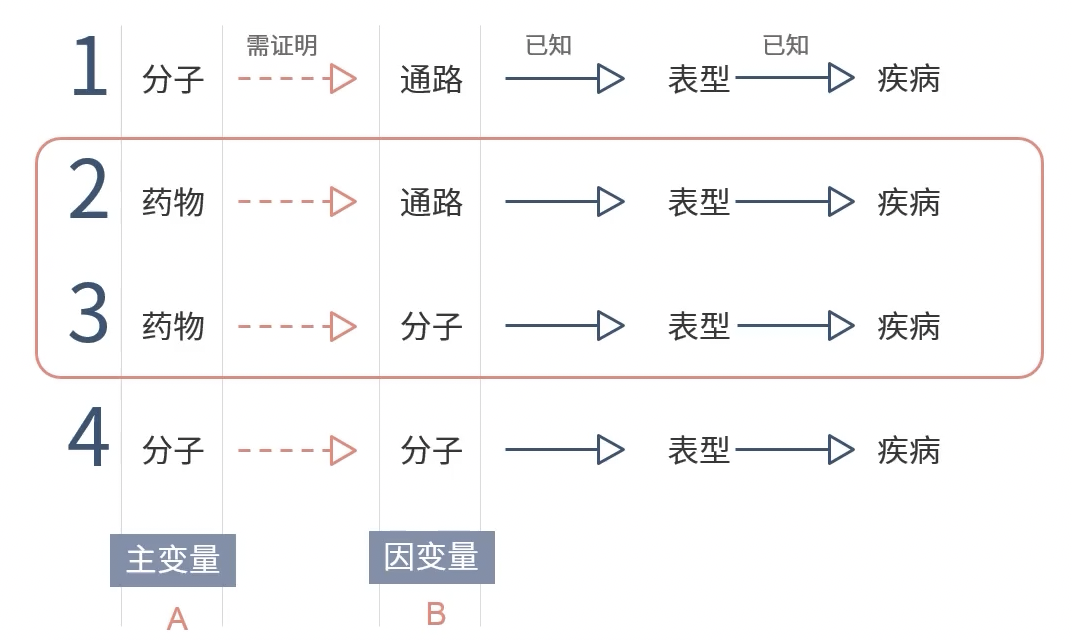 需证明 已知 已知
1 分子 通路 表型 疾病
2 药物 通路 表型 疾病
3 药物 分子 表型 疾病
4 分子 分子 表型 疾病
主变量 因变量
A B